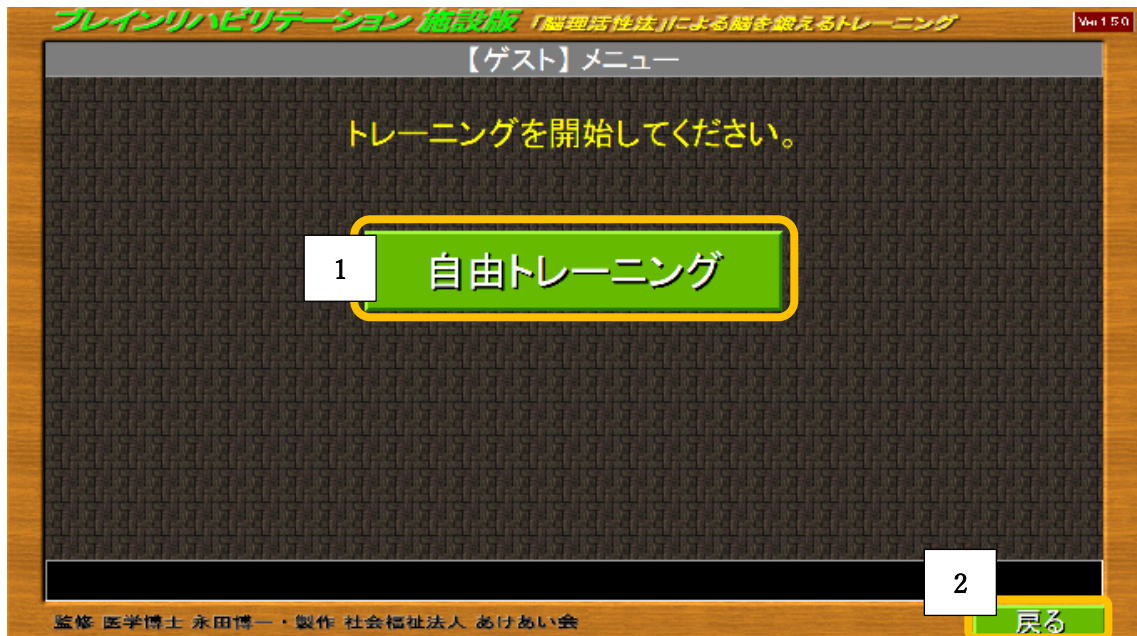 ブレインリハビリテーション 施設版 「脳理活性法」による脳を鍛えるトレーニング
Ver 1.5.0
【ゲスト】 メニュー
トレーニングを開始してください。
1
自由トレーニング
2
戻る
監修 医学博士 永田博一・製作 社会福祉法人 あけあい会